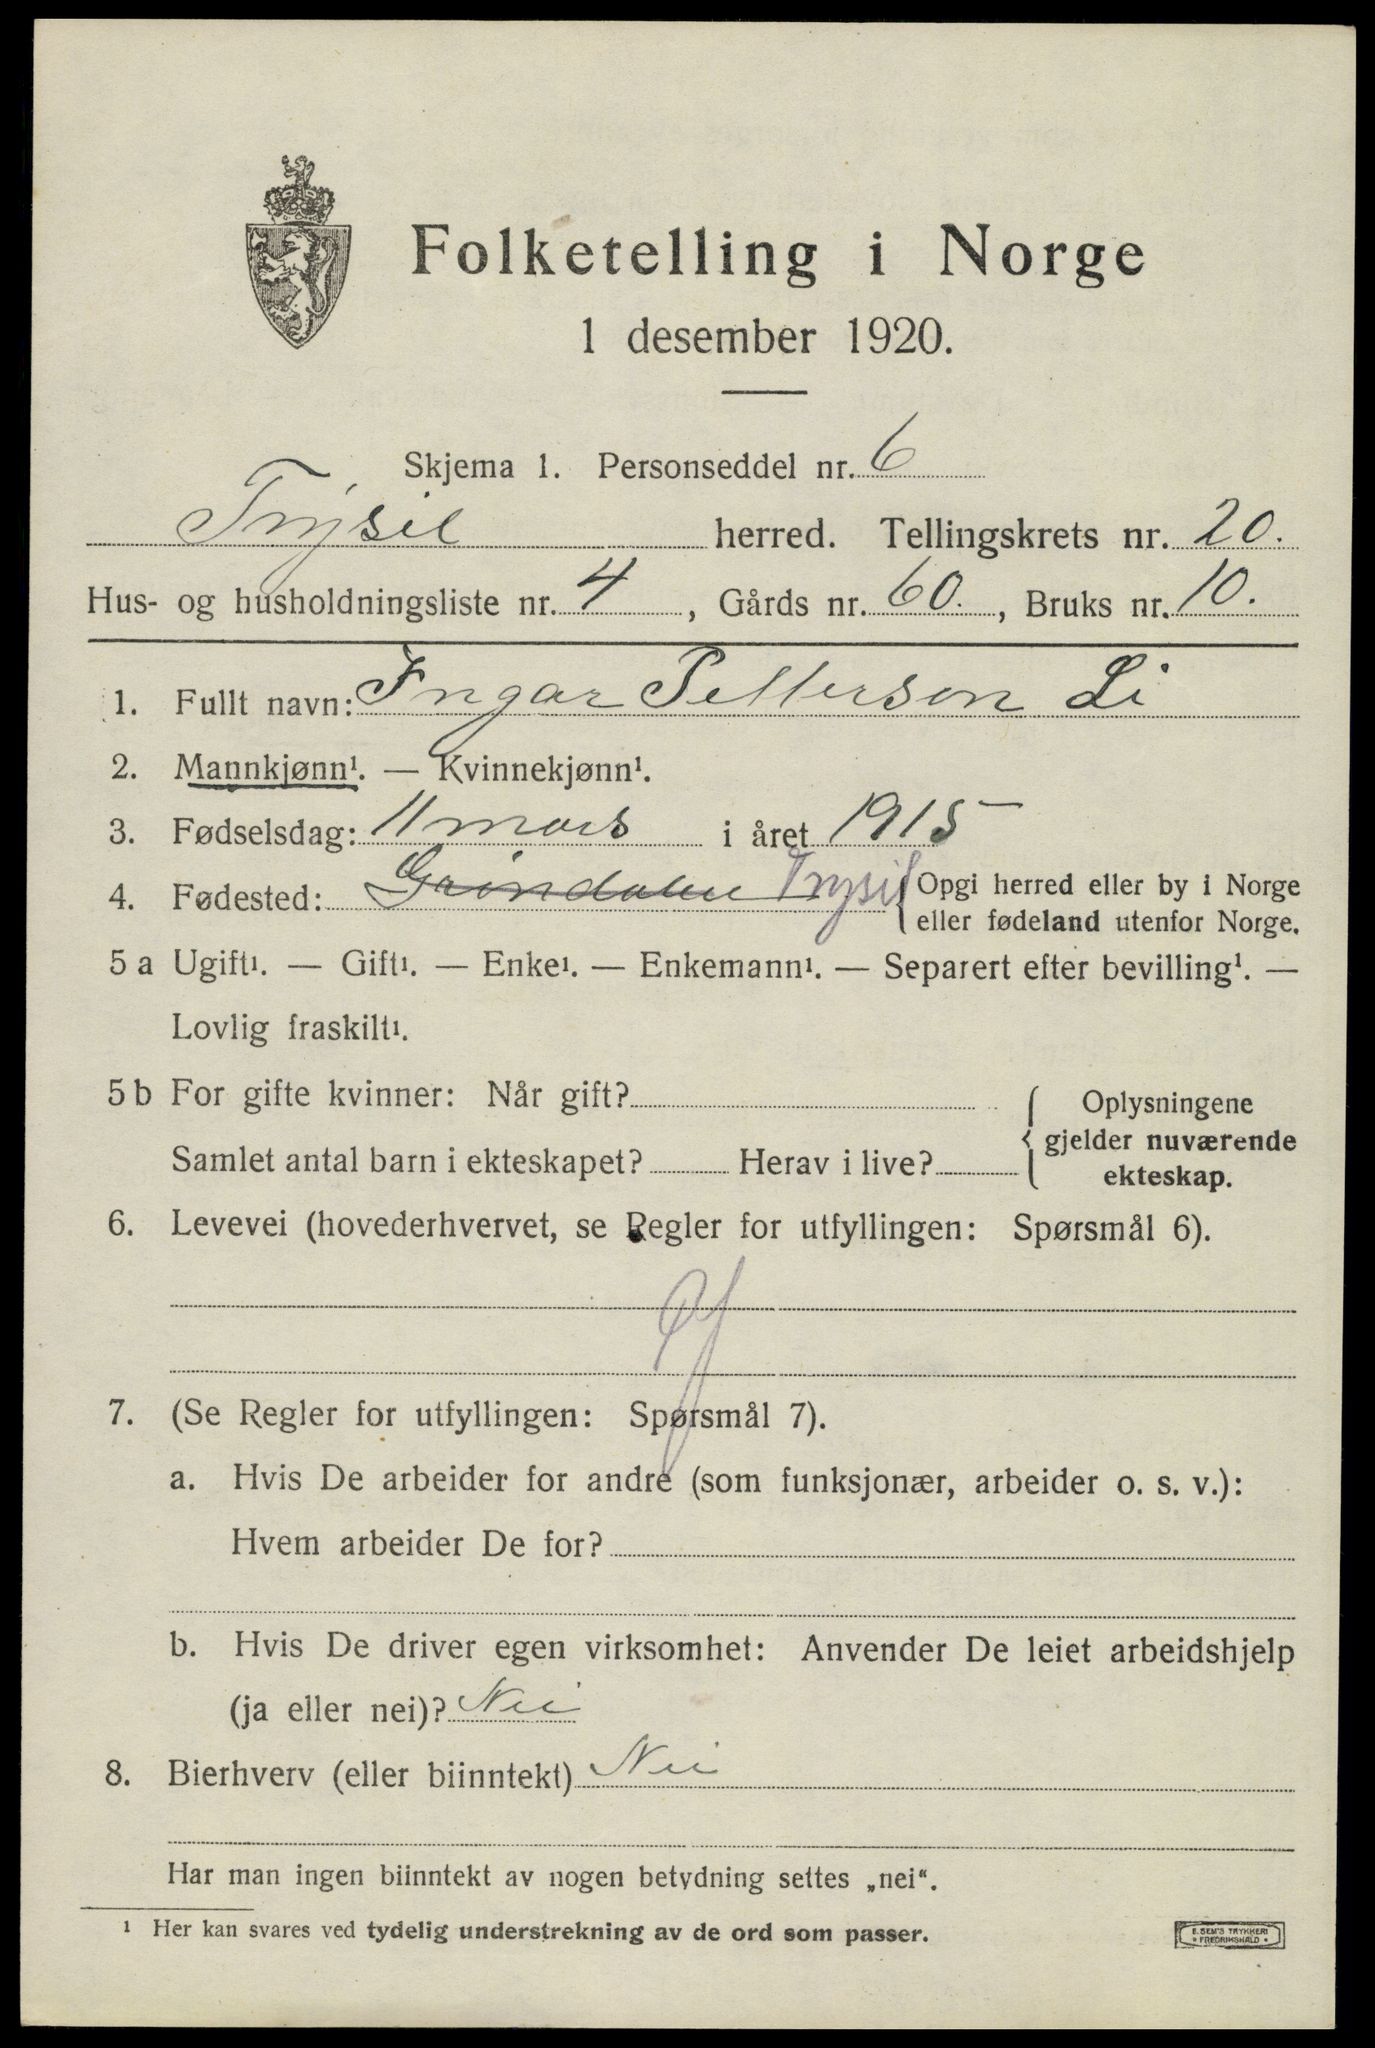 Folketelling i Norge
1 desember 1920.
Skjema 1. Personseddel nr. 6
Trysil herred. Tellingskrets nr. 20.
Hus- og husholdningsliste nr. 4, Gårds nr. 60., Bruks nr. 10.
1. Fullt navn: Ingar Petterson Li
2. Mannkjønn¹. — Kvinnekjønn¹.
3. Fødselsdag: 11 mars i året 1915
4. Fødested: Grøndalen Trysil { Opgi herred eller by i Norge
eller fødeland utenfor Norge.
5 a Ugift¹. — Gift¹. — Enke¹. — Enkemann¹. — Separert efter bevilling¹. —
Lovlig fraskilt¹.
5 b For gifte kvinner: Når gift?
Samlet antal barn i ekteskapet? Herav i live?
{ Oplysningene
gjelder nuværende
ekteskap.
6. Levevei (hovederhvervet, se Regler for utfyllingen: Spørsmål 6).
7. (Se Regler for utfyllingen: Spørsmål 7).
a. Hvis De arbeider for andre (som funksjonær, arbeider o. s. v.):
Hvem arbeider De for?
b. Hvis De driver egen virksomhet: Anvender De leiet arbeidshjelp
(ja eller nei)? Nei
8. Bierhverv (eller biinntekt) Nei
Har man ingen biinntekt av nogen betydning settes „nei“.
¹ Her kan svares ved tydelig understrekning av de ord som passer.
E. SEM'S TRYKKERI
• FREDRIKSHALD •